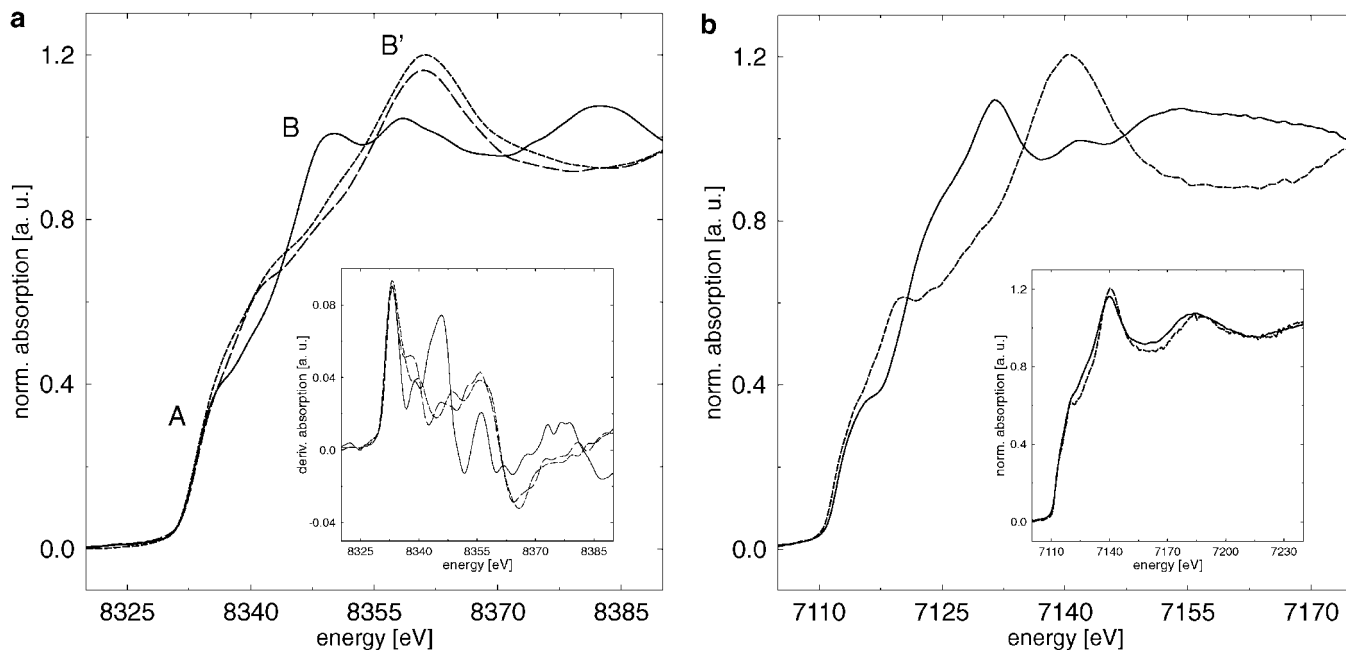 a
B'
B
A
norm. absorption [a. u.]
1.2
0.8
0.4
0.0
8325
8340
8355
8370
8385
energy [eV]
deriv. absorption [a. u.]
0.08
0.04
0.0
-0.04
8325
8340
8355
8370
8385
energy [eV]
b
norm. absorption [a. u.]
1.2
0.8
0.4
0.0
7110
7125
7140
7155
7170
energy [eV]
norm. absorption [a. u.]
1.2
0.8
0.4
0.0
7110
7140
7170
7200
7230
energy [eV]